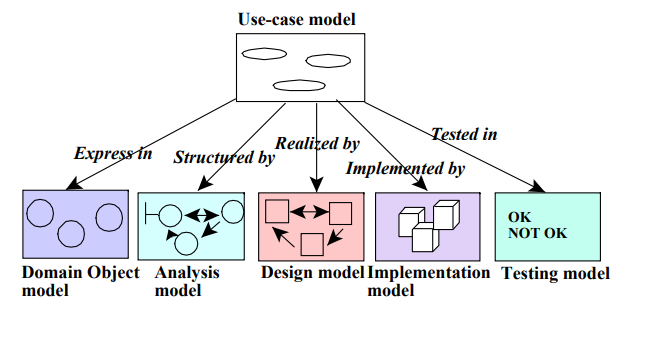 Use-case model
Express in
Structured by
Realized by
Implemented by
Tested in
OK
NOT OK
Domain Object
model
Analysis
model
Design model
Implementation
model
Testing model